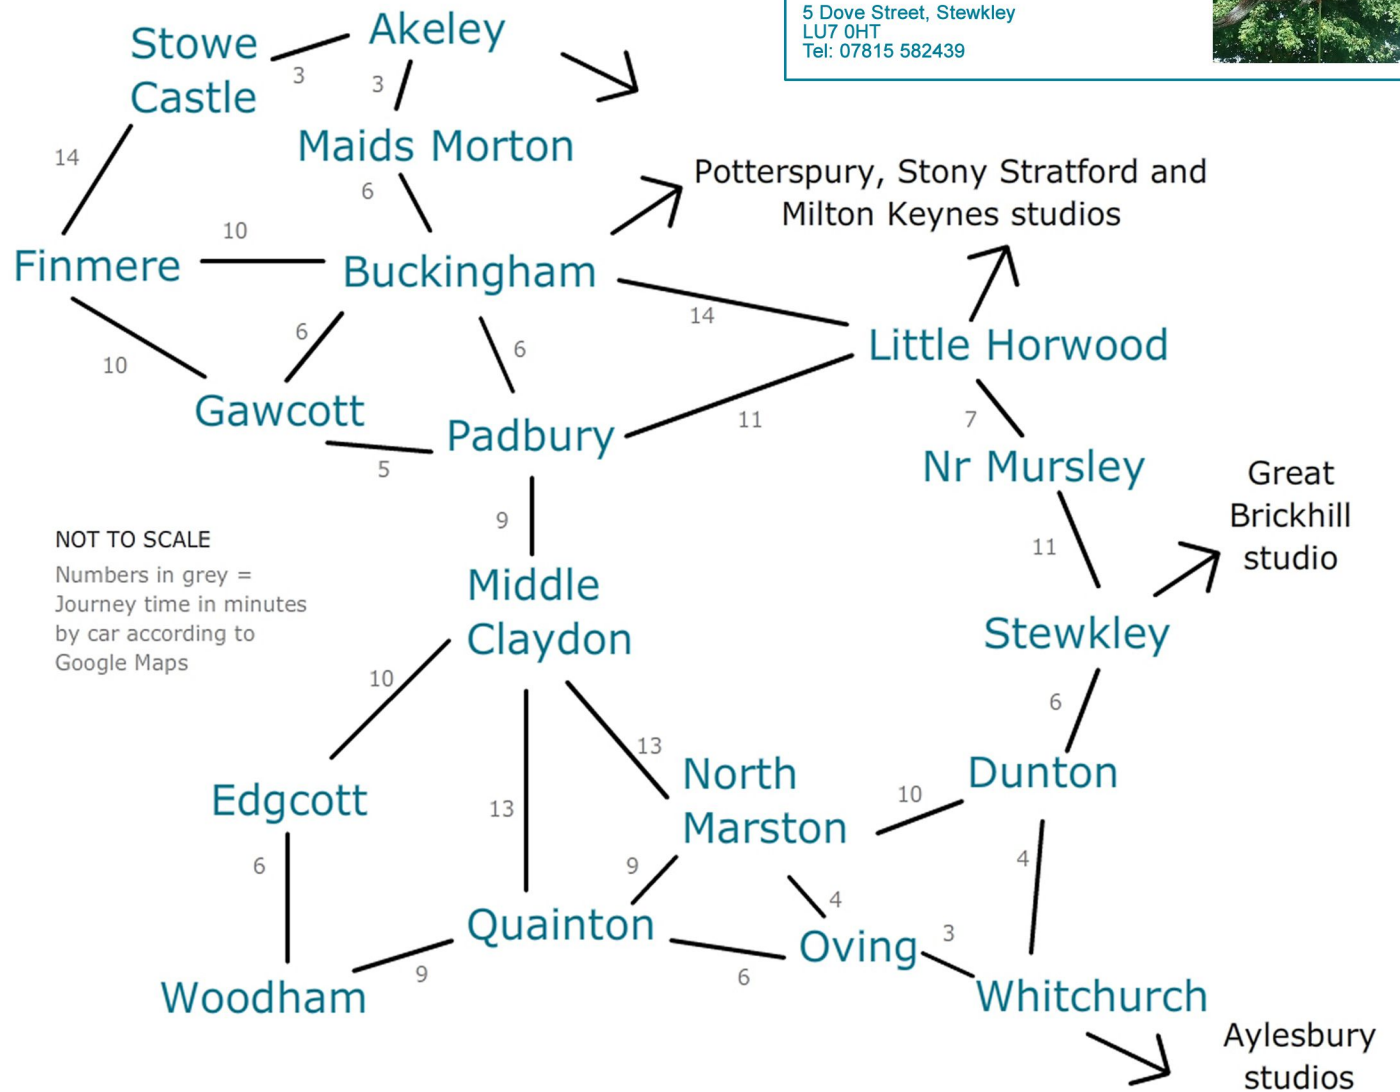 5 Dove Street, Stewkley
LU7 0HT
Tel: 07815 582439
Stowe
Castle
3
Akeley
3
Maids Morton
14
6
Potterspury, Stony Stratford and
Milton Keynes studios
Finmere
10
Buckingham
14
Little Horwood
10
6
6
Gawcott
5
Padbury
11
7
Nr Mursley
Great
Brickhill
studio
9
11
NOT TO SCALE
Numbers in grey =
Journey time in minutes
by car according to
Google Maps
Middle
Claydon
Stewkley
10
6
13
13
North
Marston
10
Dunton
Edgcott
6
9
4
4
Quainton
Oving
3
9
6
Woodham
Whitchurch
Aylesbury
studios